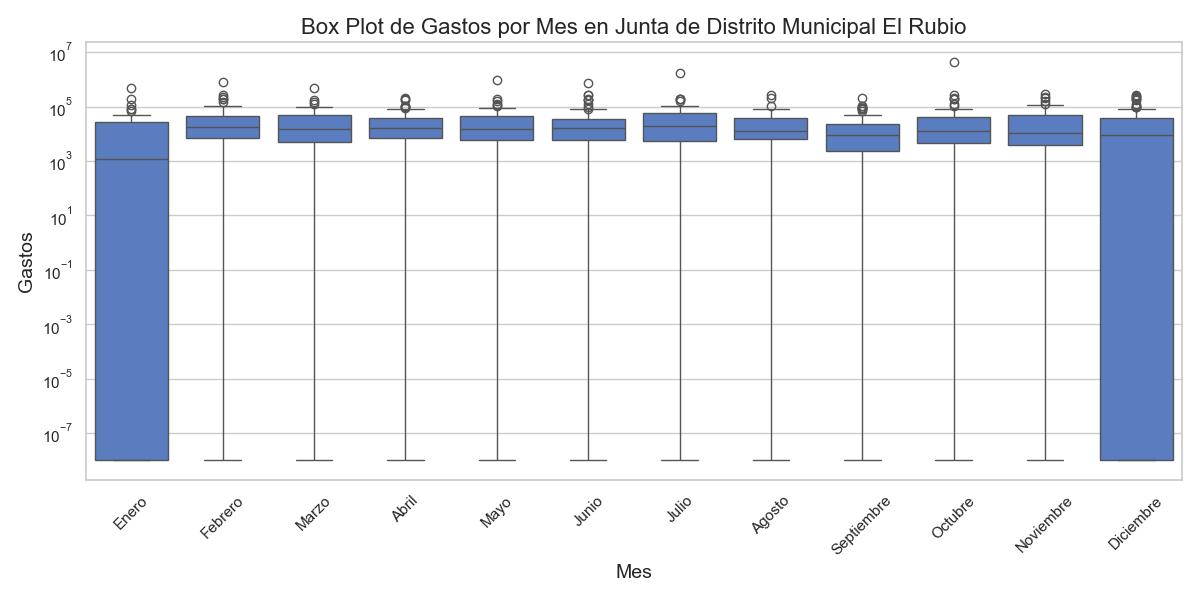 Box Plot de Gastos por Mes en Junta de Distrito Municipal El Rubio
Gastos
10^7
10^5
10^3
10^1
10^−1
10^−3
10^−5
10^−7
Enero
Febrero
Marzo
Abril
Mayo
Junio
Julio
Agosto
Septiembre
Octubre
Noviembre
Diciembre
Mes